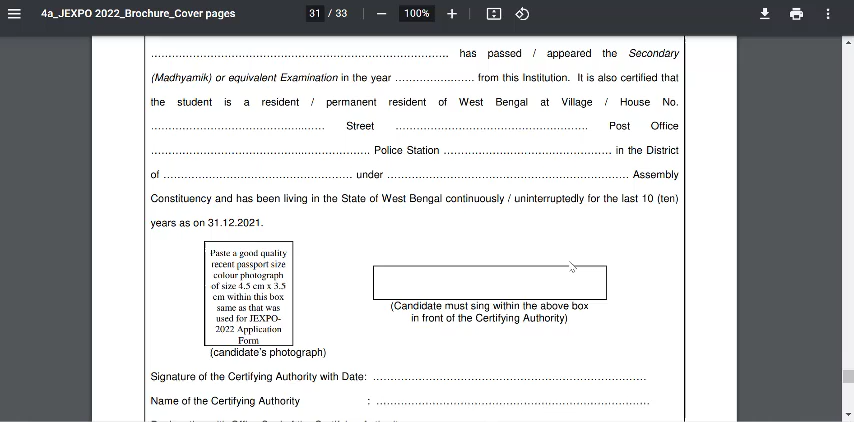 4a_JEXPO 2022_Brochure_Cover pages
31 / 33
100%
………………………………………………………………………….. has passed / appeared the Secondary
(Madhyamik) or equivalent Examination in the year ………………….. from this Institution. It is also certified that
the student is a resident / permanent resident of West Bengal at Village / House No.
…………………………………………. Street ………………………………………………. Post Office
………………………………………………………. Police Station ………………………………………… in the District
of ……………………………………………… under …………………………………………………………… Assembly
Constituency and has been living in the State of West Bengal continuously / uninterruptedly for the last 10 (ten)
years as on 31.12.2021.
Paste a good quality
recent passport size
colour photograph
of size 4.5 cm x 3.5
cm within this box
same as that was
used for JEXPO-
2022 Application
Form
(candidate's photograph)
(Candidate must sing within the above box
in front of the Certifying Authority)
Signature of the Certifying Authority with Date: ……………………………………………………………………
Name of the Certifying Authority : ……………………………………………………………………